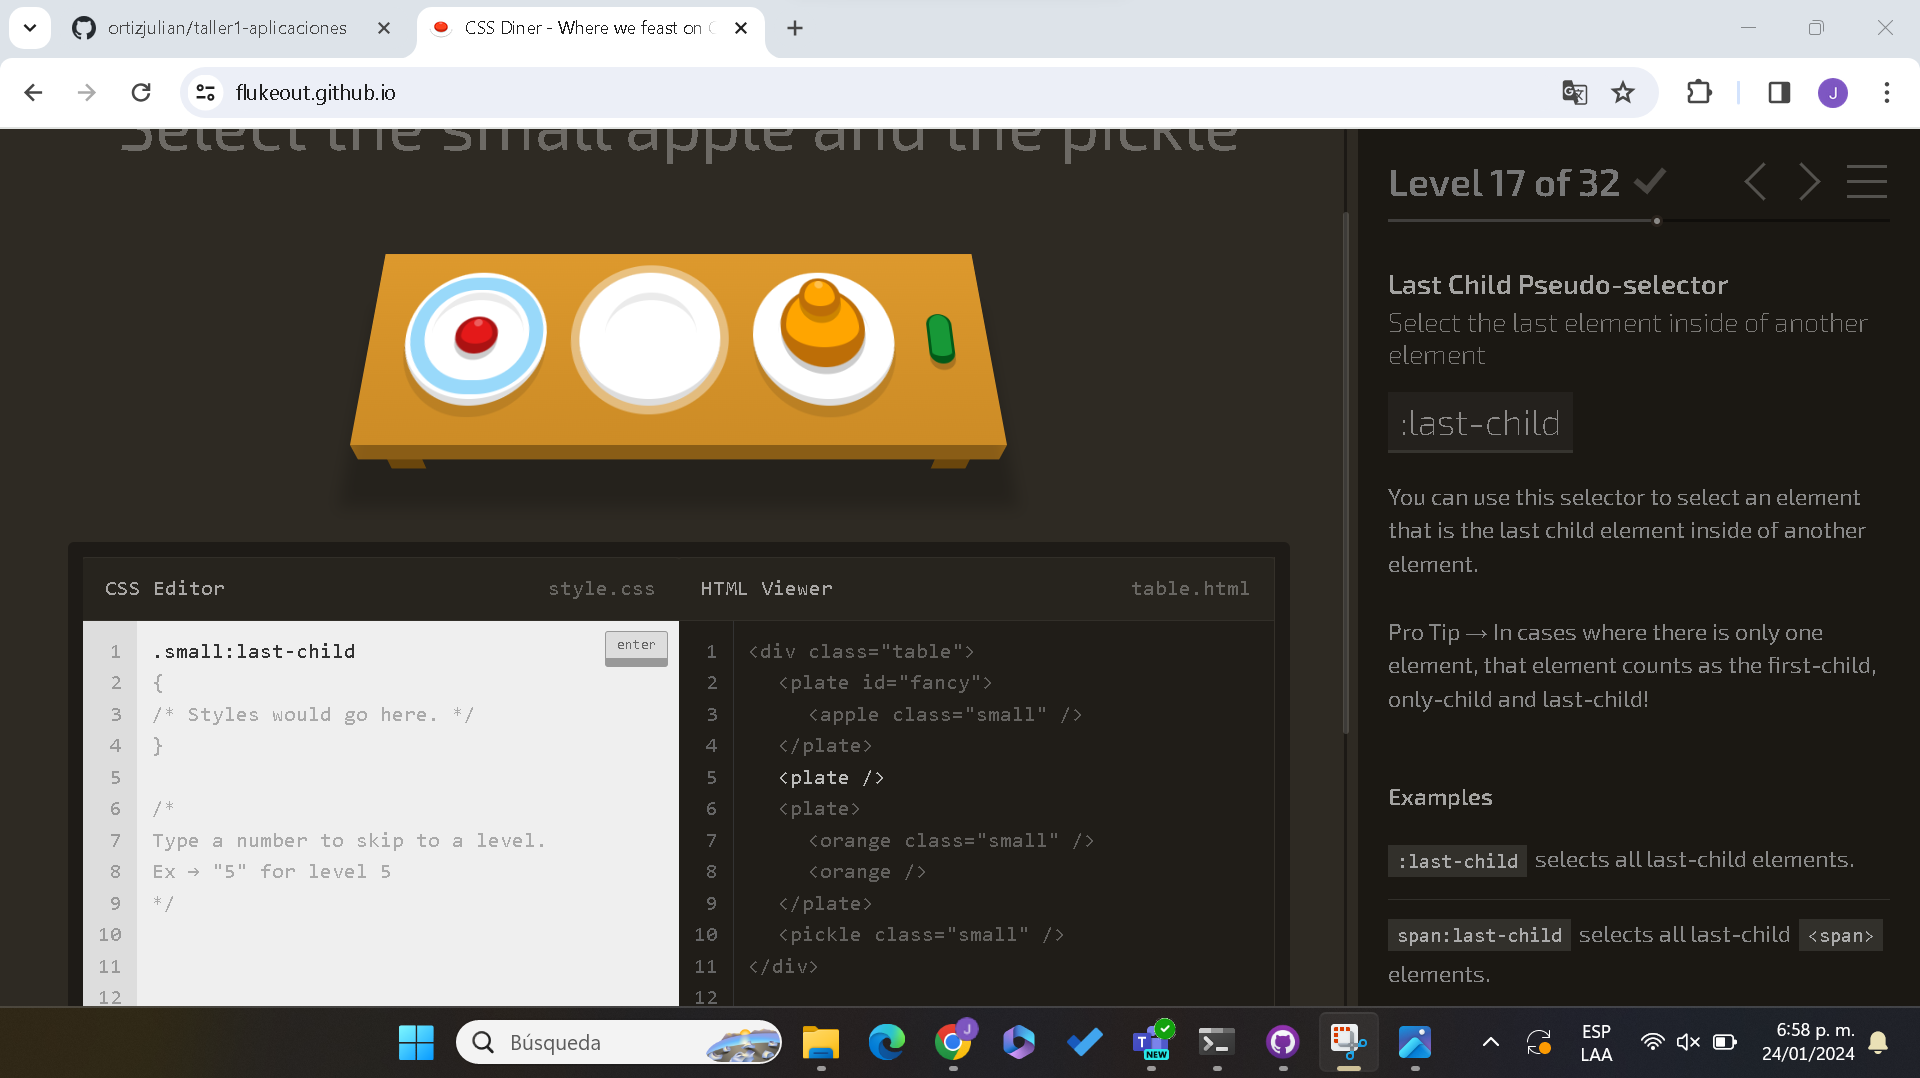 ortizjulian/taller1-aplicaciones
CSS Diner - Where we feast on
flukeout.github.io
J
Select the small apple and the pickle
Level 17 of 32
Last Child Pseudo-selector
Select the last element inside of another
element
:last-child
You can use this selector to select an element
that is the last child element inside of another
element.
Pro Tip → In cases where there is only one
element, that element counts as the first-child,
only-child and last-child!
Examples
:last-child selects all last-child elements.
span:last-child selects all last-child <span>
elements.
CSS Editor
style.css
HTML Viewer
table.html
1 .small:last-child
enter
2 {
3 /* Styles would go here. */
4 }
5
6 /*
7 Type a number to skip to a level.
8 Ex → "5" for level 5
9 */
10
11
12
1 <div class="table">
2 <plate id="fancy">
3 <apple class="small" />
4 </plate>
5 <plate />
6 <plate>
7 <orange class="small" />
8 <orange />
9 </plate>
10 <pickle class="small" />
11 </div>
12
Búsqueda
J
T
NEW
ESP
LAA
6:58 p. m.
24/01/2024